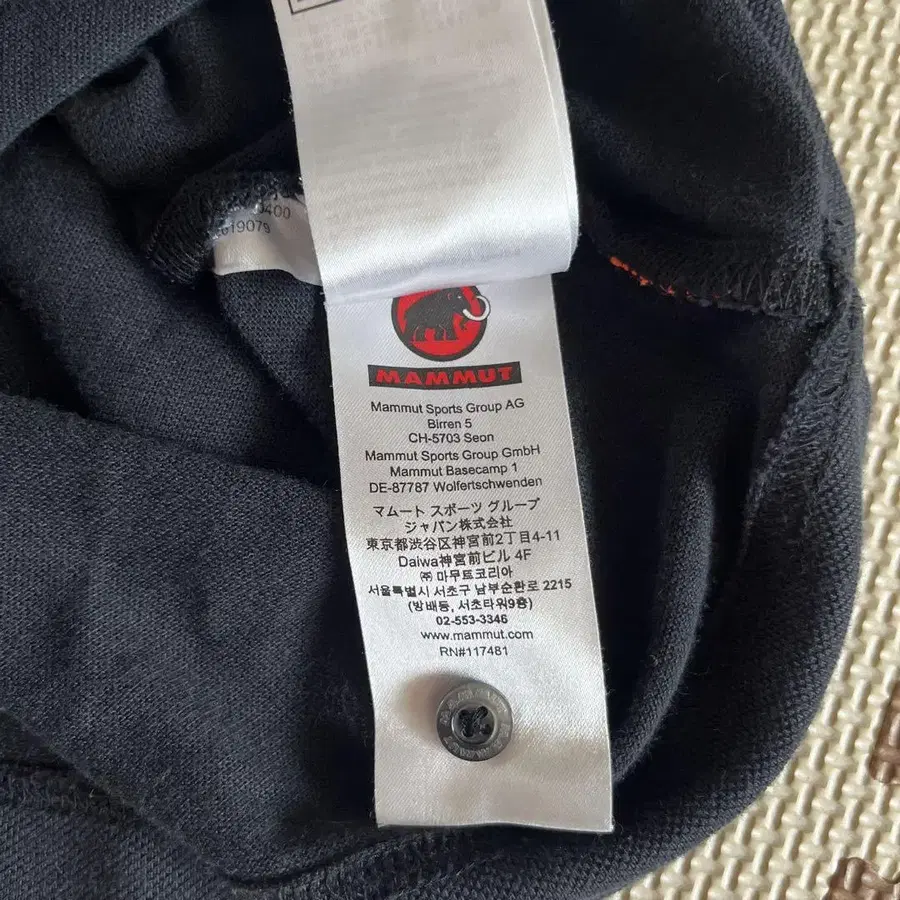 0400
619079
MAMMUT
Mammut Sports Group AG
Birren 5
CH-5703 Seon
Mammut Sports Group GmbH
Mammut Basecamp 1
DE-87787 Wolfertschwenden
マムート スポーツ グループ
ジャパン株式会社
東京都渋谷区神宮前2丁目4-11
Daiwa神宮前ビル 4F
㈜ 마무트코리아
서울특별시 서초구 남부순환로 2215
(방배동, 서초타워9층)
02-553-3346
www.mammut.com
RN#117481